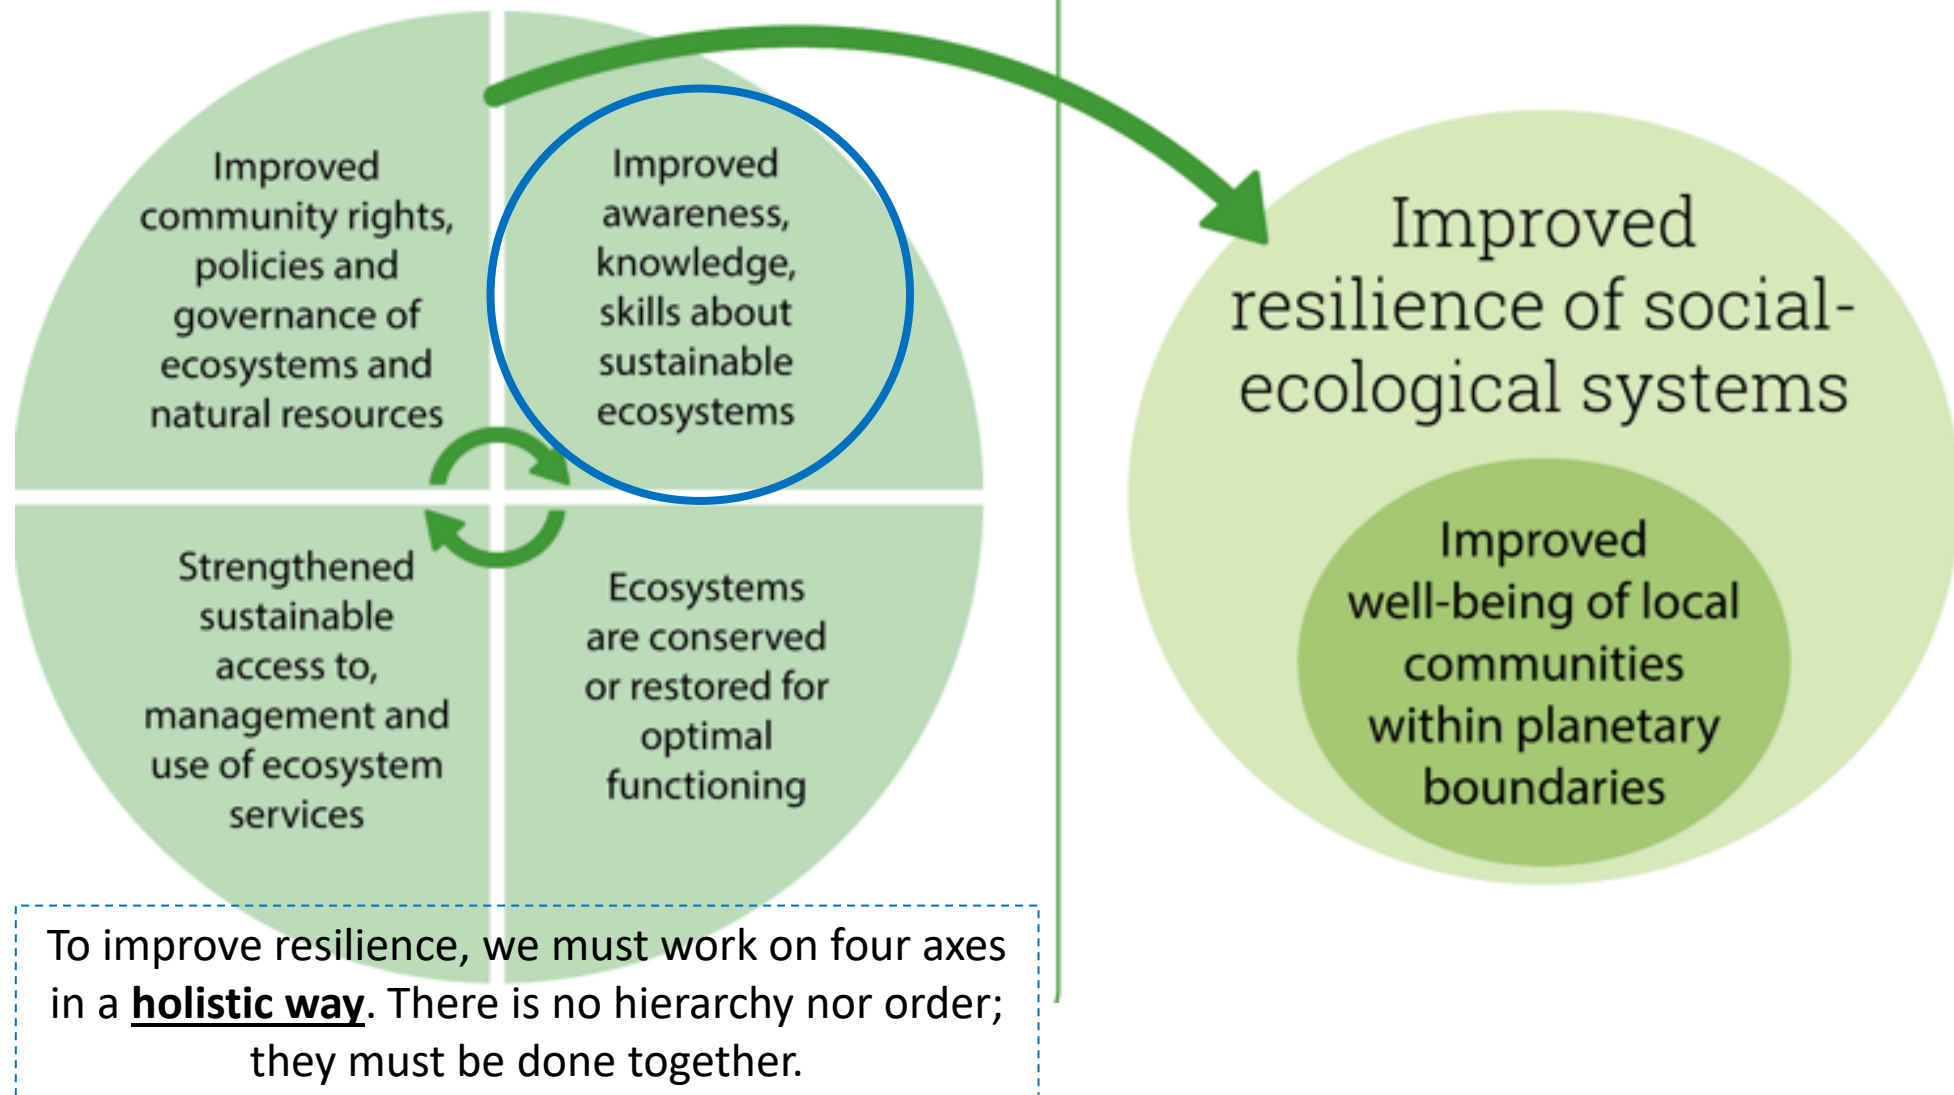 Improved
community rights,
policies and
governance of
ecosystems and
natural resources
Improved
awareness,
knowledge,
skills about
sustainable
ecosystems
Strengthened
sustainable
access to,
management and
use of ecosystem
services
Ecosystems
are conserved
or restored for
optimal
functioning
To improve resilience, we must work on four axes
in a holistic way. There is no hierarchy nor order;
they must be done together.
Improved
resilience of social-
ecological systems
Improved
well-being of local
communities
within planetary
boundaries